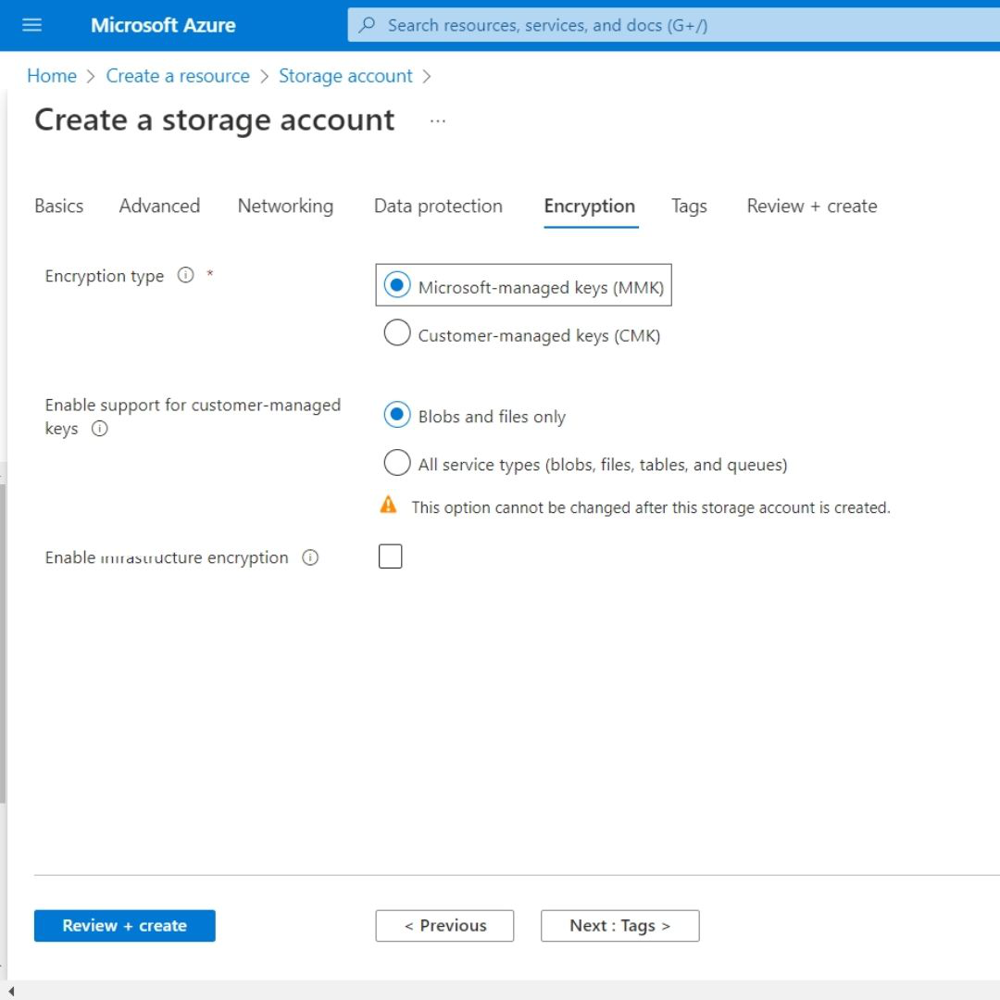 Microsoft Azure
Search resources, services, and docs (G+/)
Home > Create a resource > Storage account >
Create a storage account ...
Basics Advanced Networking Data protection Encryption Tags Review + create
Encryption type *
Microsoft-managed keys (MMK)
Customer-managed keys (CMK)
Enable support for customer-managed
keys
Blobs and files only
All service types (blobs, files, tables, and queues)
This option cannot be changed after this storage account is created.
Enable infrastructure encryption
Review + create
< Previous
Next : Tags >